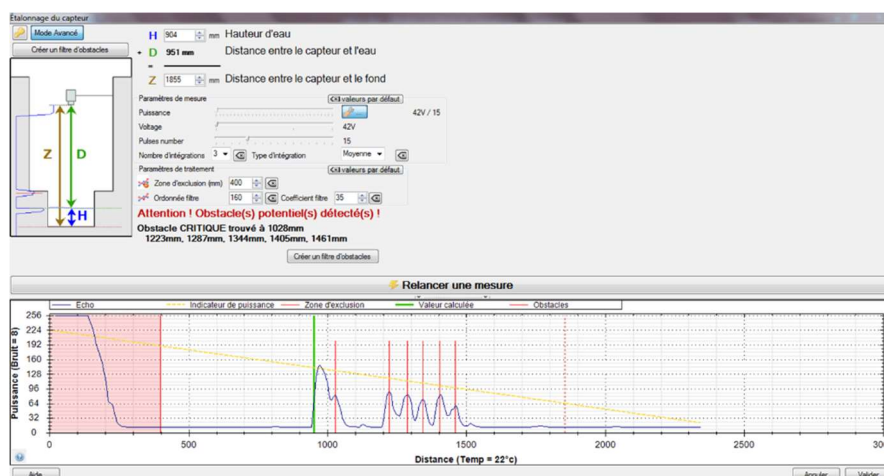 Etalonnage du capteur
Mode Avancé
Créer un filtre d'obstacles
H 904 mm Hauteur d'eau
+ D 951 mm Distance entre le capteur et l'eau
=
Z 1855 mm Distance entre le capteur et le fond
Z D H
Paramètres de mesure valeurs par défaut
Puissance 42V / 15
Voltage 42V
Pulses number 15
Nombre d'intégrations 3 Type d'intégration Moyenne
Paramètres de traitement valeurs par défaut
Zone d'exclusion (mm) 400
Ordonnée filtre 160 Coefficient filtre 35
Attention ! Obstacle(s) potentiel(s) détecté(s) !
Obstacle CRITIQUE trouvé à 1028mm
1223mm, 1287mm, 1344mm, 1405mm, 1461mm
Créer un filtre d'obstacles
Relancer une mesure
Echo Indicateur de puissance Zone d'exclusion Valeur calculée Obstacles
Puissance (Bruit = 8)
256
224
192
160
128
96
64
32
0
0 500 1000 1500 2000 2500 3000
Distance (Temp = 22°c)
Aide Annuler Valider